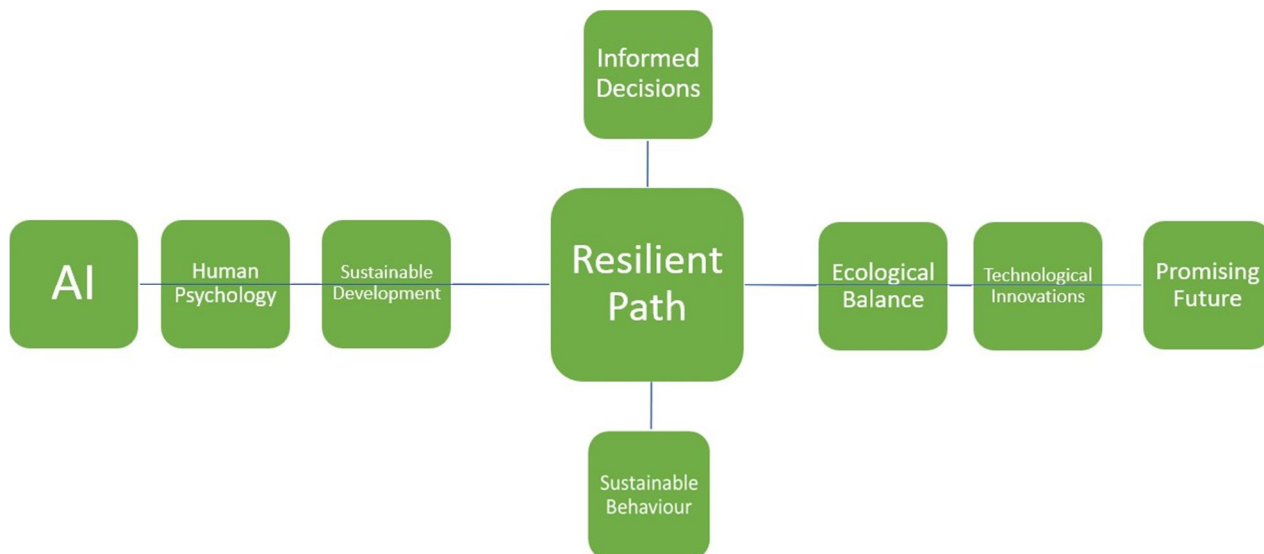 Informed
Decisions
AI
Human
Psychology
Sustainable
Development
Resilient
Path
Ecological
Balance
Technological
Innovations
Promising
Future
Sustainable
Behaviour